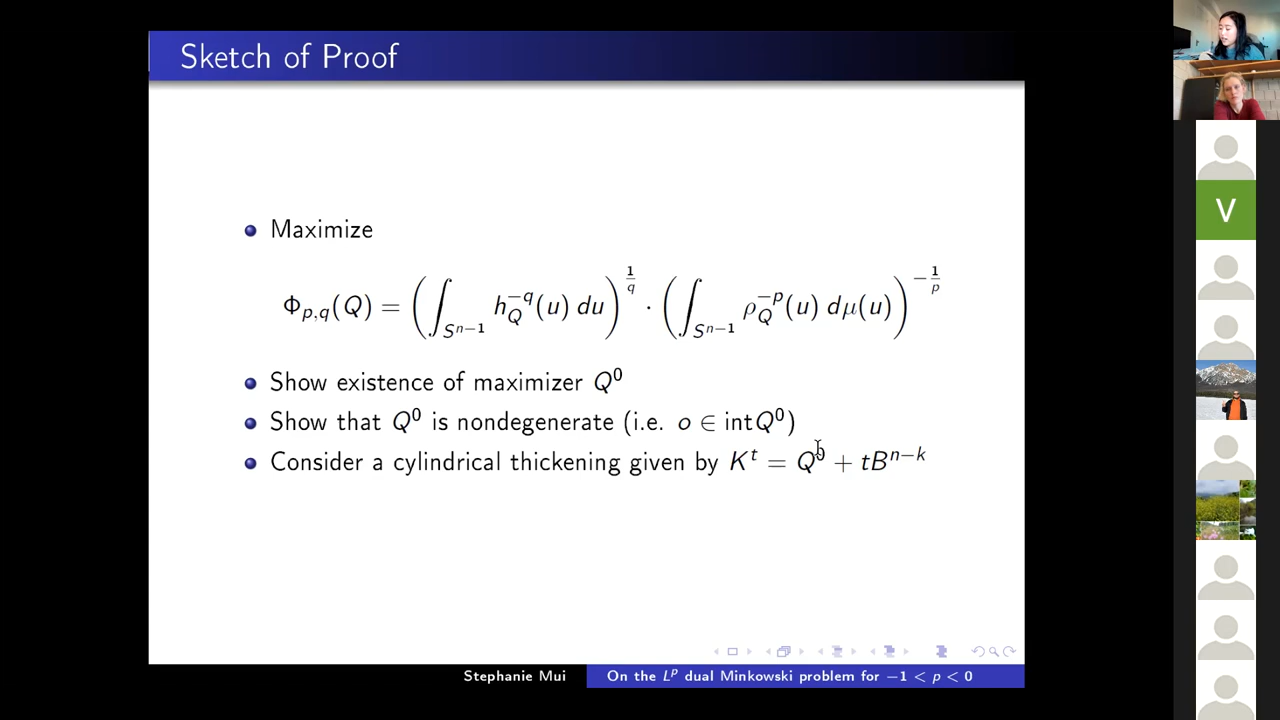 Sketch of Proof
Maximize
Φ_{p,q}(Q) = (∫_{S^{n−1}} h_Q^{−q}(u) du)^{1/q} · (∫_{S^{n−1}} ρ_Q^{−p}(u) dμ(u))^{−1/p}
Show existence of maximizer Q^0
Show that Q^0 is nondegenerate (i.e. o ∈ int Q^0)
Consider a cylindrical thickening given by K^t = Q^0 + tB^{n−k}
Stephanie Mui
On the L^p dual Minkowski problem for −1 < p < 0
V